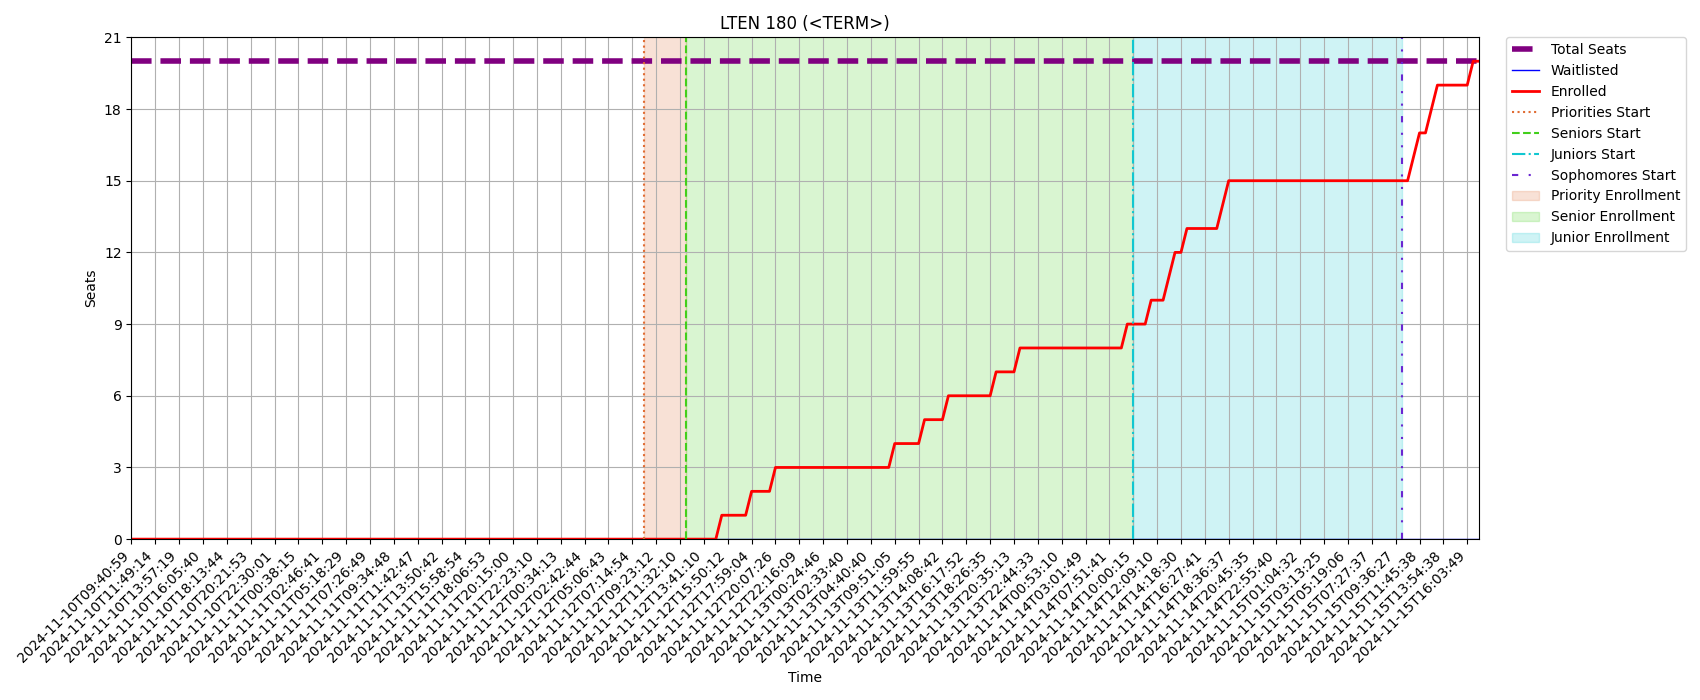 LTEN 180 (<TERM>)
21
18
15
12
9
6
3
0
Seats
2024-11-10T09:40:59
2024-11-10T11:49:14
2024-11-10T13:57:19
2024-11-10T16:05:40
2024-11-10T18:13:44
2024-11-10T20:21:53
2024-11-10T22:30:01
2024-11-11T00:38:15
2024-11-11T02:46:41
2024-11-11T05:18:29
2024-11-11T07:26:49
2024-11-11T09:34:48
2024-11-11T11:42:47
2024-11-11T13:50:42
2024-11-11T15:58:54
2024-11-11T18:06:53
2024-11-11T20:15:00
2024-11-11T22:23:10
2024-11-12T00:34:13
2024-11-12T02:42:44
2024-11-12T05:06:43
2024-11-12T07:14:54
2024-11-12T09:23:12
2024-11-12T11:32:10
2024-11-12T13:41:10
2024-11-12T15:50:12
2024-11-12T17:59:04
2024-11-12T20:07:26
2024-11-12T22:16:09
2024-11-13T00:24:46
2024-11-13T02:33:40
2024-11-13T04:40:40
2024-11-13T09:51:05
2024-11-13T11:59:55
2024-11-13T14:08:42
2024-11-13T16:17:52
2024-11-13T18:26:35
2024-11-13T20:35:13
2024-11-13T22:44:33
2024-11-14T00:53:10
2024-11-14T03:01:49
2024-11-14T07:51:41
2024-11-14T10:00:15
2024-11-14T12:09:10
2024-11-14T14:18:30
2024-11-14T16:27:41
2024-11-14T18:36:37
2024-11-14T20:45:35
2024-11-14T22:55:40
2024-11-15T01:04:32
2024-11-15T03:13:25
2024-11-15T05:19:06
2024-11-15T07:27:37
2024-11-15T09:36:27
2024-11-15T11:45:38
2024-11-15T13:54:38
2024-11-15T16:03:49
Time
Total Seats
Waitlisted
Enrolled
Priorities Start
Seniors Start
Juniors Start
Sophomores Start
Priority Enrollment
Senior Enrollment
Junior Enrollment